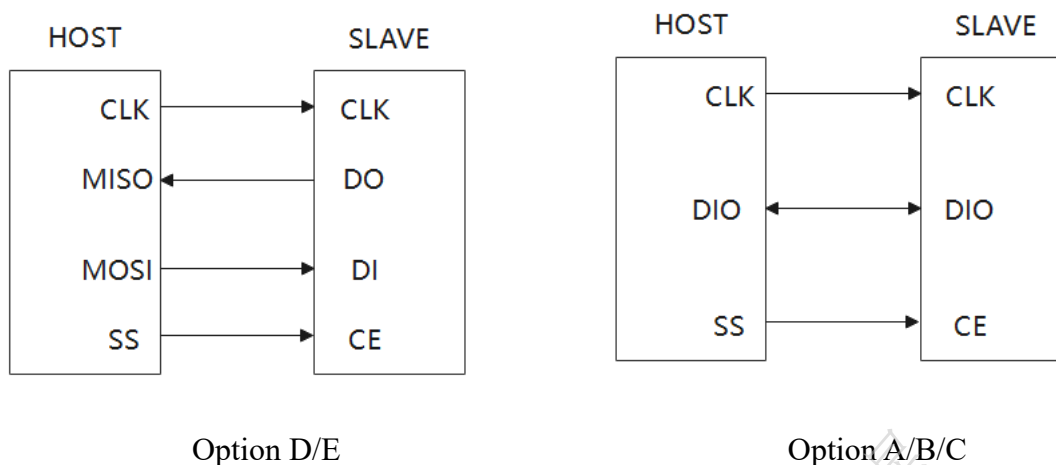 HOST
SLAVE
CLK
CLK
MISO
DO
MOSI
DI
SS
CE
Option D/E
HOST
SLAVE
CLK
CLK
DIO
DIO
SS
CE
Option A/B/C